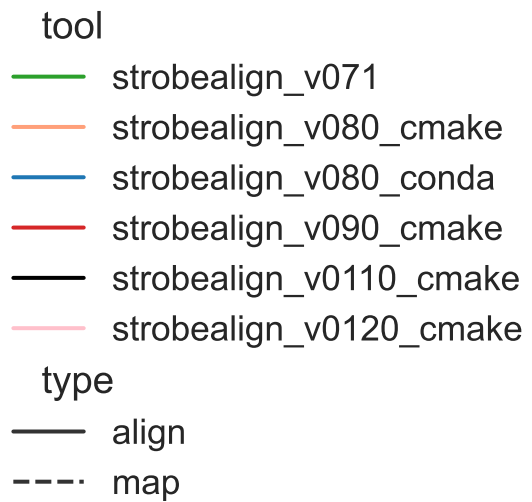 tool
strobealign_v071
strobealign_v080_cmake
strobealign_v080_conda
strobealign_v090_cmake
strobealign_v0110_cmake
strobealign_v0120_cmake
type
align
map